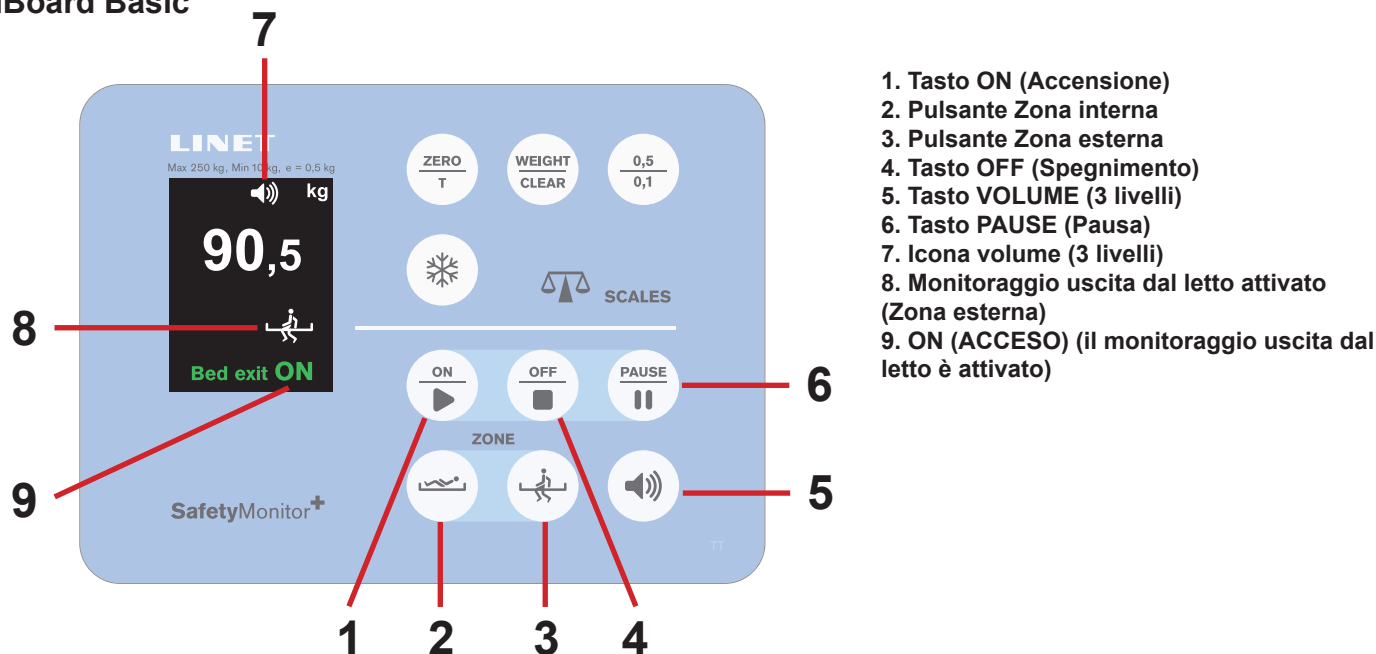 Board Basic
7
LINET
Max 250 kg, Min 10 kg, e = 0,5 kg
kg
90,5
Bed exit ON
ZERO
T
WEIGHT
CLEAR
0,5
0,1
SCALES
8
ON
OFF
PAUSE
6
ZONE
9
SafetyMonitor+
5
TT
1
2
3
4
1. Tasto ON (Accensione)
2. Pulsante Zona interna
3. Pulsante Zona esterna
4. Tasto OFF (Spegnimento)
5. Tasto VOLUME (3 livelli)
6. Tasto PAUSE (Pausa)
7. Icona volume (3 livelli)
8. Monitoraggio uscita dal letto attivato
(Zona esterna)
9. ON (ACCESO) (il monitoraggio uscita dal
letto è attivato)